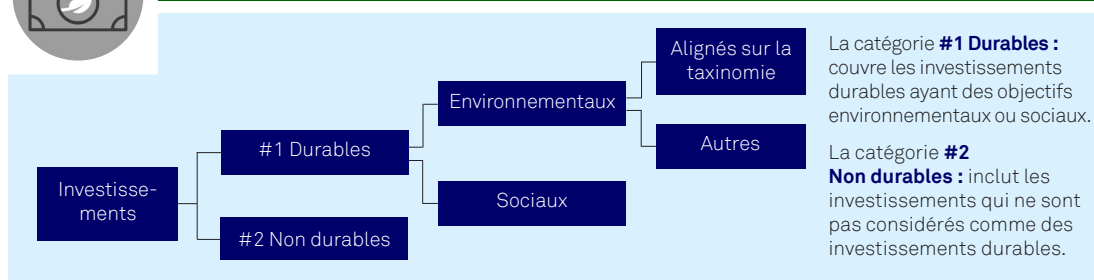 Investisse-
ments
#1 Durables
#2 Non durables
Environnementaux
Sociaux
Alignés sur la
taxinomie
Autres
La catégorie #1 Durables :
couvre les investissements
durables ayant des objectifs
environnementaux ou sociaux.
La catégorie #2
Non durables : inclut les
investissements qui ne sont
pas considérés comme des
investissements durables.